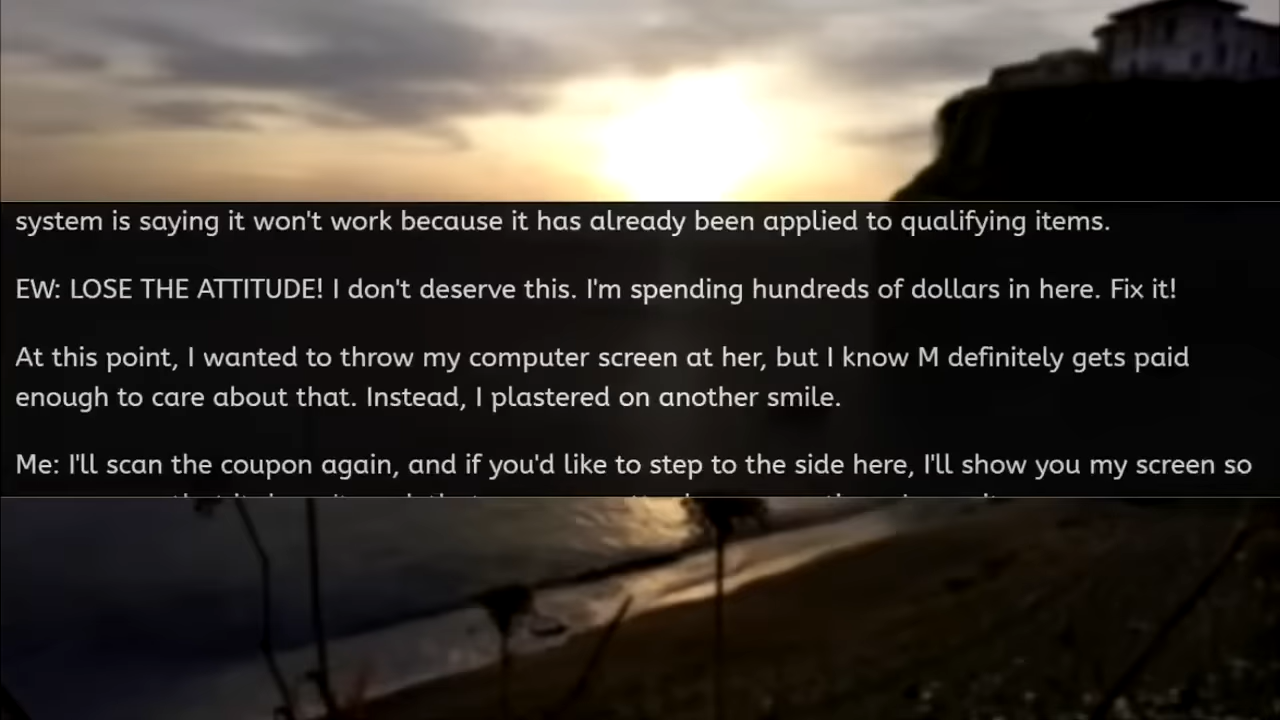 system is saying it won't work because it has already been applied to qualifying items.
EW: LOSE THE ATTITUDE! I don't deserve this. I'm spending hundreds of dollars in here. Fix it!
At this point, I wanted to throw my computer screen at her, but I know M definitely gets paid
enough to care about that. Instead, I plastered on another smile.
Me: I'll scan the coupon again, and if you'd like to step to the side here, I'll show you my screen so